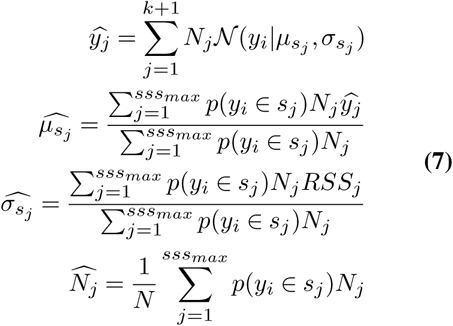 $\widehat{y_j} = \sum_{j=1}^{k+1} N_j \mathcal{N}(y_i|\mu_{s_j}, \sigma_{s_j})$
$\widehat{\mu_{s_j}} = \frac{\sum_{j=1}^{sss_{max}} p(y_i \in s_j) N_j \widehat{y_j}}{\sum_{j=1}^{sss_{max}} p(y_i \in s_j) N_j}$
(7)
$\widehat{\sigma_{s_j}} = \frac{\sum_{j=1}^{sss_{max}} p(y_i \in s_j) N_j RSS_j}{\sum_{j=1}^{sss_{max}} p(y_i \in s_j) N_j}$
$\widehat{N_j} = \frac{1}{N} \sum_{j=1}^{sss_{max}} p(y_i \in s_j) N_j$